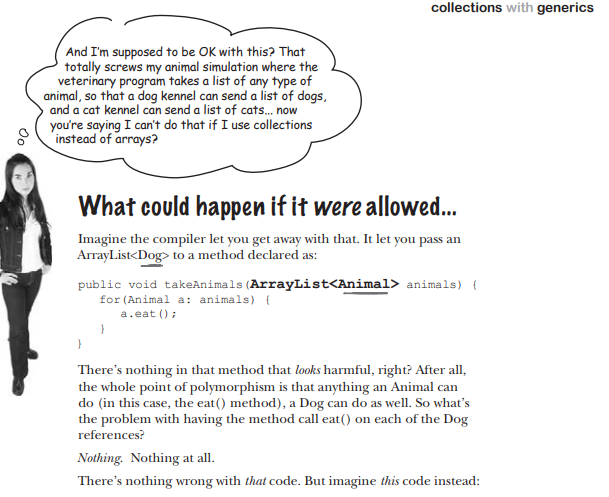 collections with generics
And I'm supposed to be OK with this? That
totally screws my animal simulation where the
veterinary program takes a list of any type of
animal, so that a dog kennel can send a list of dogs,
and a cat kennel can send a list of cats... now
you're saying I can't do that if I use collections
instead of arrays?
What could happen if it were allowed...
Imagine the compiler let you get away with that. It let you pass an
ArrayList<Dog> to a method declared as:
public void takeAnimals(ArrayList<Animal> animals) {
for(Animal a: animals) {
a.eat();
}
}
There's nothing in that method that looks harmful, right? After all,
the whole point of polymorphism is that anything an Animal can
do (in this case, the eat() method), a Dog can do as well. So what's
the problem with having the method call eat() on each of the Dog
references?
Nothing. Nothing at all.
There's nothing wrong with that code. But imagine this code instead: